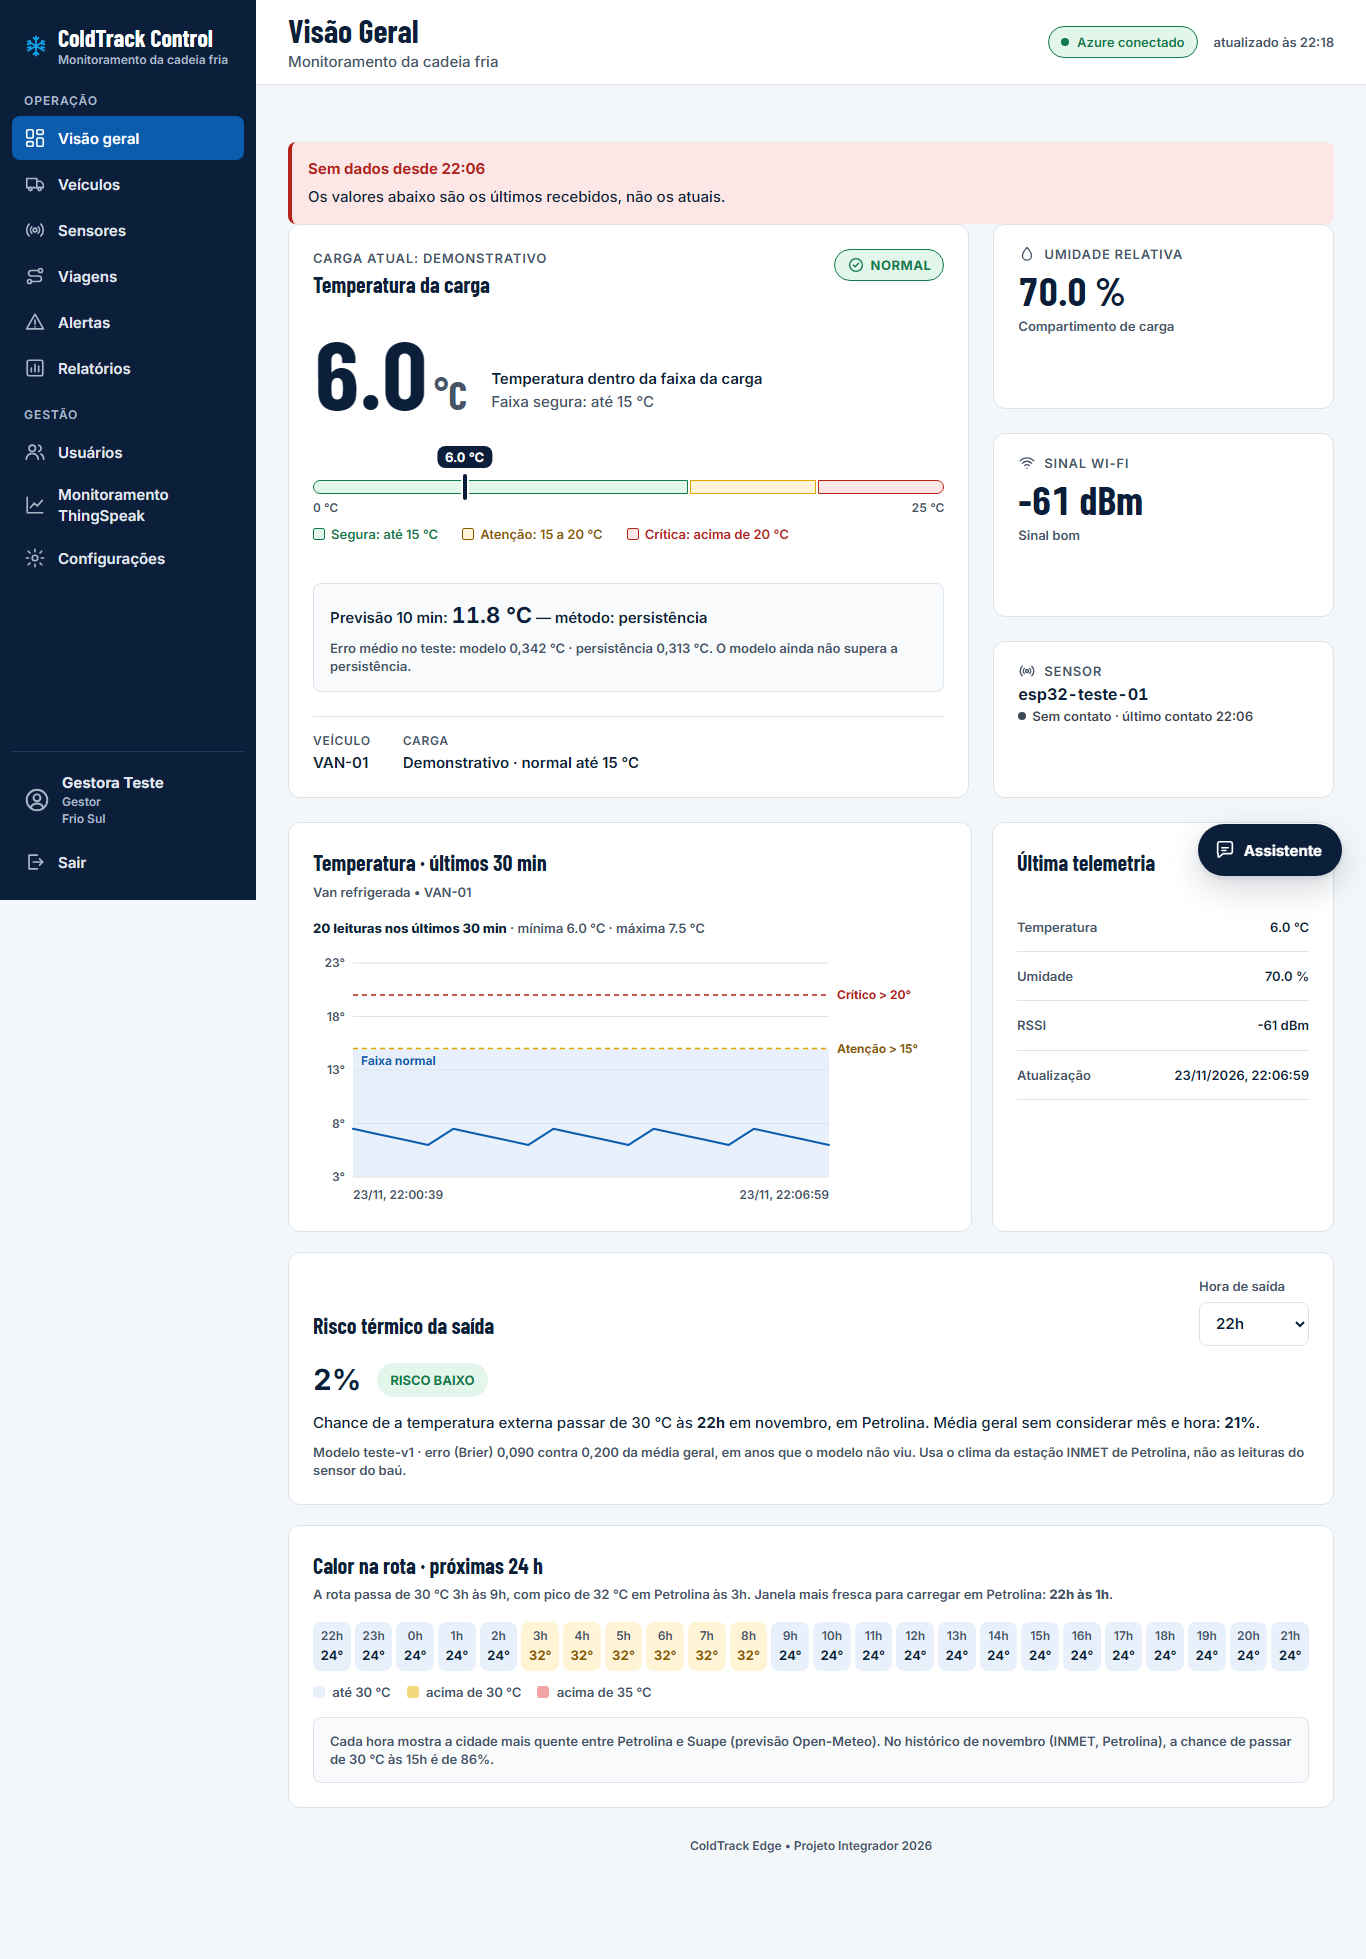 ColdTrack Control
Monitoramento da cadeia fria
OPERAÇÃO
Visão geral
Veículos
Sensores
Viagens
Alertas
Relatórios
GESTÃO
Usuários
Monitoramento
ThingSpeak
Configurações
Gestora Teste
Gestor
Frio Sul
Sair
Visão Geral
Monitoramento da cadeia fria
Azure conectado
atualizado às 22:18
Sem dados desde 22:06
Os valores abaixo são os últimos recebidos, não os atuais.
CARGA ATUAL: DEMONSTRATIVO
Temperatura da carga
NORMAL
6.0 °C
Temperatura dentro da faixa da carga
Faixa segura: até 15 °C
6.0 °C
0 °C
25 °C
Segura: até 15 °C
Atenção: 15 a 20 °C
Crítica: acima de 20 °C
Previsão 10 min: 11.8 °C — método: persistência
Erro médio no teste: modelo 0,342 °C · persistência 0,313 °C. O modelo ainda não supera a
persistência.
VEÍCULO
VAN-01
CARGA
Demonstrativo · normal até 15 °C
UMIDADE RELATIVA
70.0 %
Compartimento de carga
SINAL WI-FI
-61 dBm
Sinal bom
SENSOR
esp32-teste-01
Sem contato · último contato 22:06
Temperatura · últimos 30 min
Van refrigerada • VAN-01
20 leituras nos últimos 30 min · mínima 6.0 °C · máxima 7.5 °C
23°
18°
13°
8°
3°
Crítico > 20°
Atenção > 15°
Faixa normal
23/11, 22:00:39
23/11, 22:06:59
Última telemetria
Assistente
Temperatura 6.0 °C
Umidade 70.0 %
RSSI -61 dBm
Atualização 23/11/2026, 22:06:59
Hora de saída
22h
Risco térmico da saída
2%
RISCO BAIXO
Chance de a temperatura externa passar de 30 °C às 22h em novembro, em Petrolina. Média geral sem considerar mês e hora: 21%.
Modelo teste-v1 · erro (Brier) 0,090 contra 0,200 da média geral, em anos que o modelo não viu. Usa o clima da estação INMET de Petrolina, não as leituras do
sensor do baú.
Calor na rota · próximas 24 h
A rota passa de 30 °C 3h às 9h, com pico de 32 °C em Petrolina às 3h. Janela mais fresca para carregar em Petrolina: 22h às 1h.
22h 23h 0h 1h 2h 3h 4h 5h 6h 7h 8h 9h 10h 11h 12h 13h 14h 15h 16h 17h 18h 19h 20h 21h
24° 24° 24° 24° 24° 32° 32° 32° 32° 32° 32° 24° 24° 24° 24° 24° 24° 24° 24° 24° 24° 24° 24° 24°
até 30 °C
acima de 30 °C
acima de 35 °C
Cada hora mostra a cidade mais quente entre Petrolina e Suape (previsão Open-Meteo). No histórico de novembro (INMET, Petrolina), a chance de passar
de 30 °C às 15h é de 86%.
ColdTrack Edge • Projeto Integrador 2026